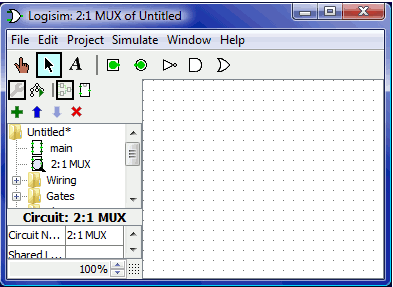 Logisim: 2:1 MUX of Untitled
File Edit Project Simulate Window Help
A
Untitled*
main
2:1 MUX
Wiring
Gates
Circuit: 2:1 MUX
Circuit N... 2:1 MUX
Shared L...
100%